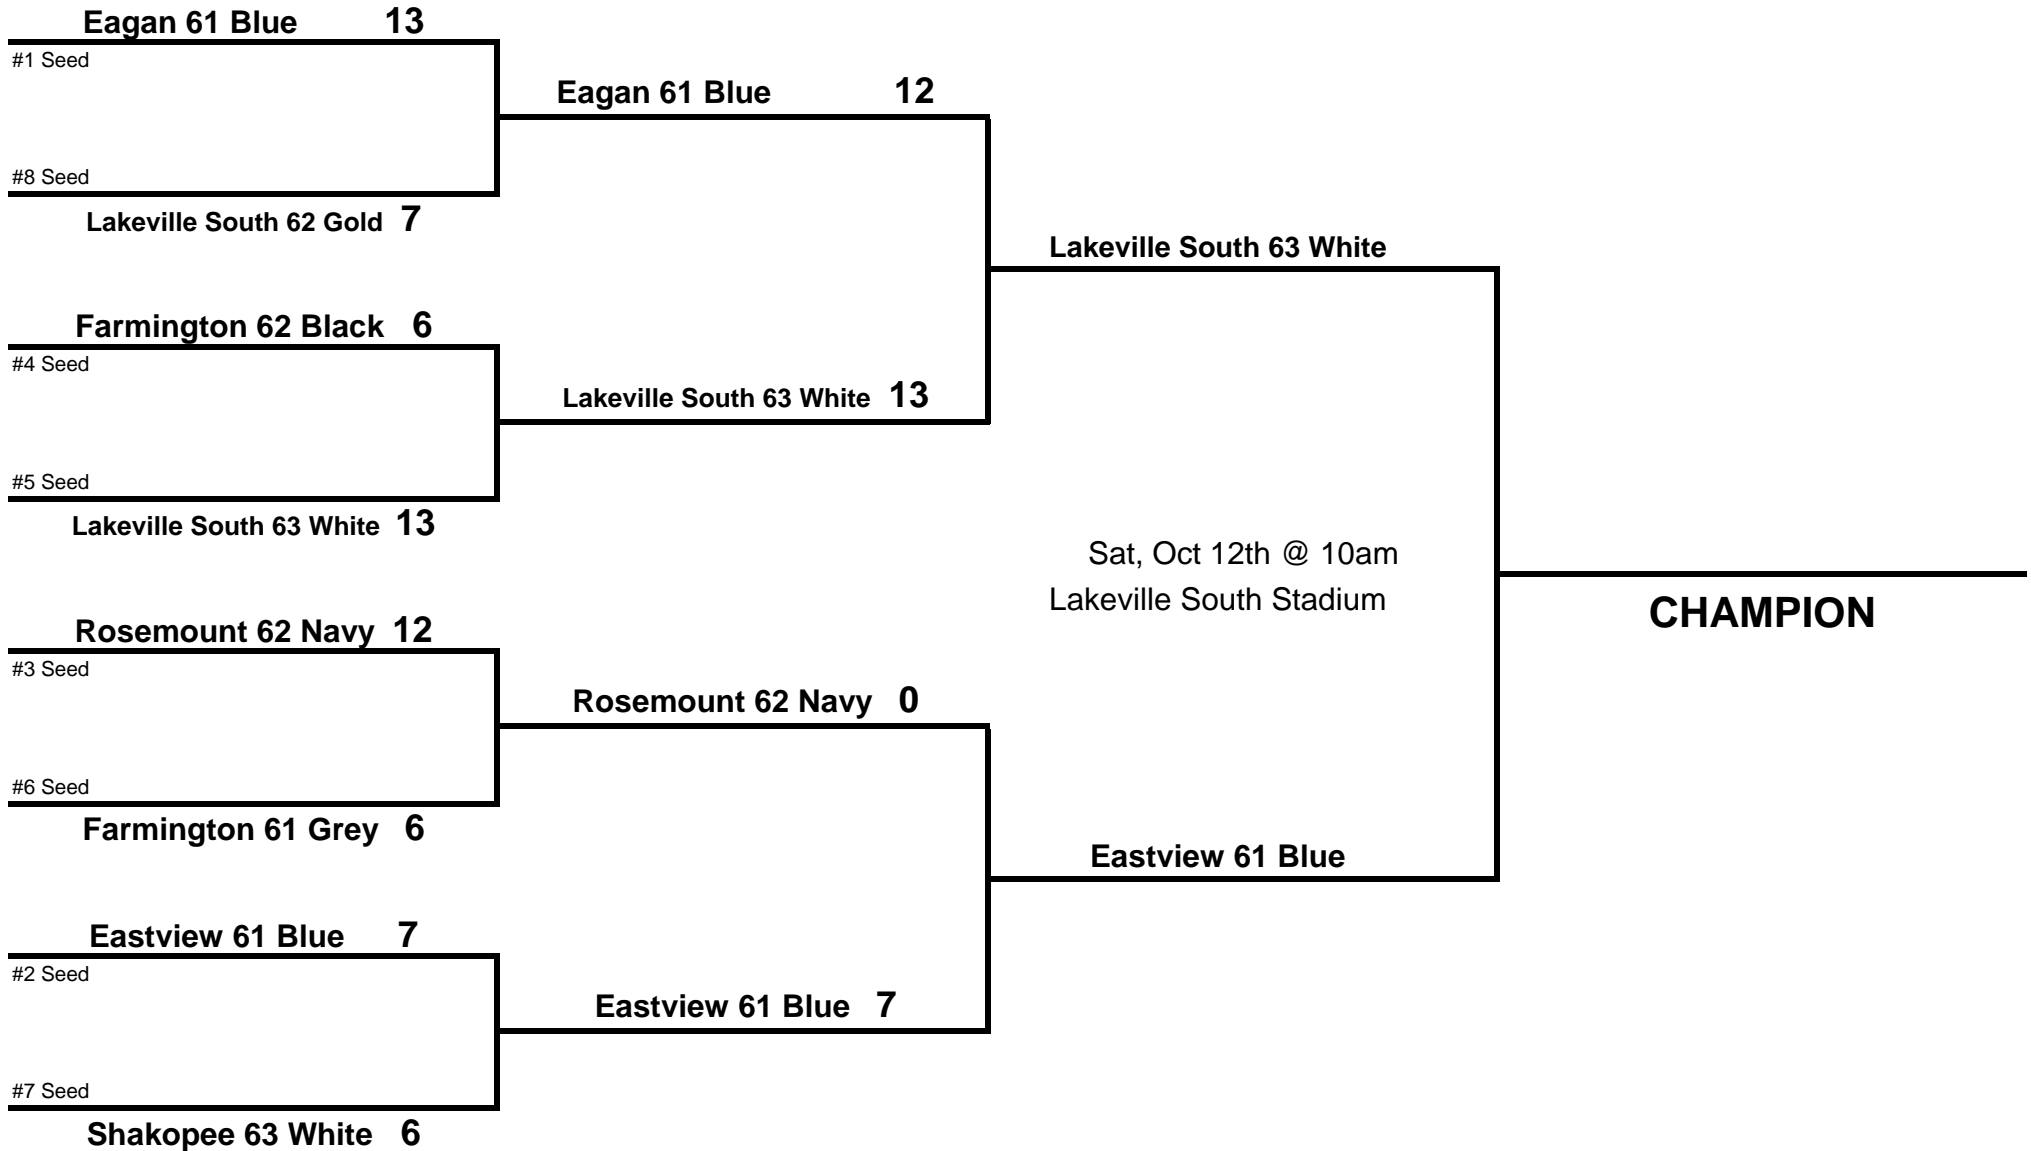 Eagan 61 Blue 13
#1 Seed
Eagan 61 Blue 12
#8 Seed
Lakeville South 62 Gold 7
Lakeville South 63 White
Farmington 62 Black 6
#4 Seed
Lakeville South 63 White 13
#5 Seed
Lakeville South 63 White 13
Sat, Oct 12th @ 10am
Lakeville South Stadium
CHAMPION
Rosemount 62 Navy 12
#3 Seed
Rosemount 62 Navy 0
#6 Seed
Farmington 61 Grey 6
Eastview 61 Blue
Eastview 61 Blue 7
#2 Seed
Eastview 61 Blue 7
#7 Seed
Shakopee 63 White 6